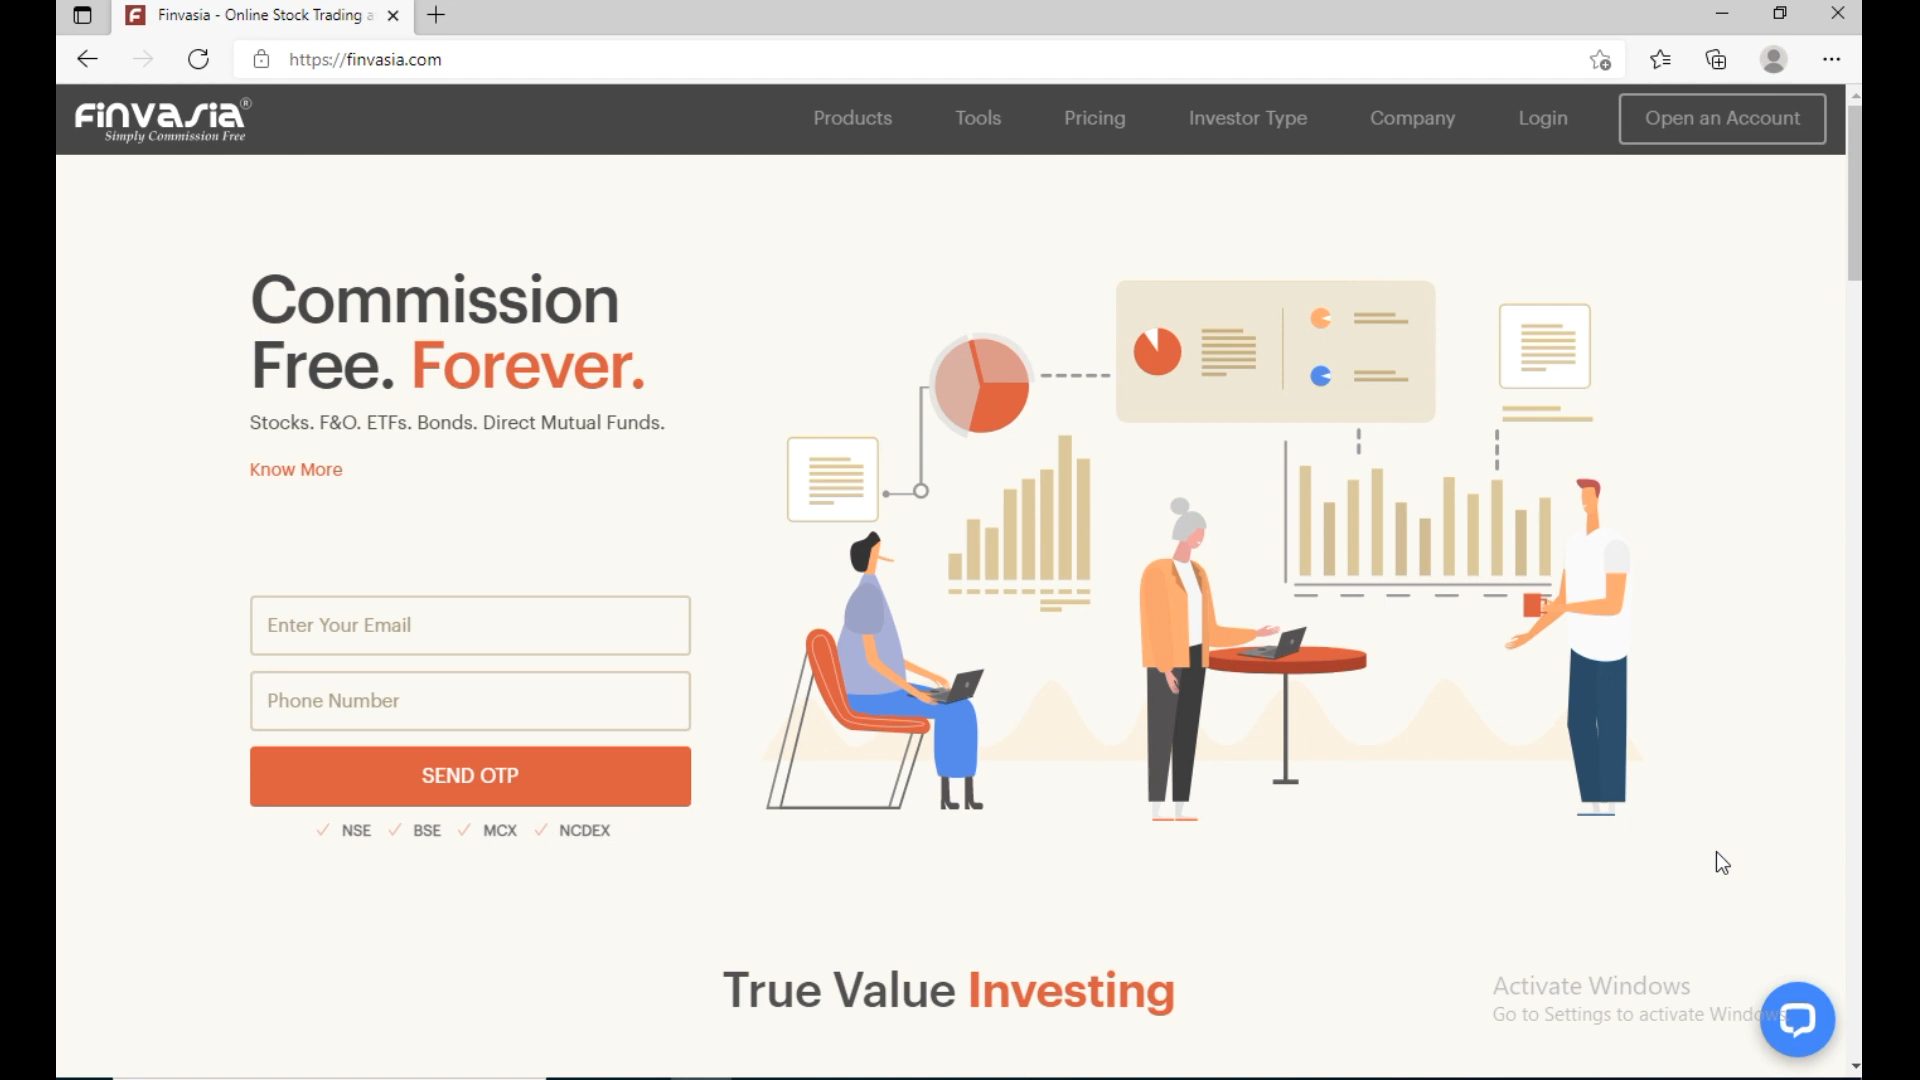 Finvasia - Online Stock Trading a
https://finvasia.com
finvasia®
Simply Commission Free
Products
Tools
Pricing
Investor Type
Company
Login
Open an Account
Commission
Free. Forever.
Stocks. F&O. ETFs. Bonds. Direct Mutual Funds.
Know More
Enter Your Email
Phone Number
SEND OTP
NSE BSE MCX NCDEX
True Value Investing
Activate Windows
Go to Settings to activate Windows.